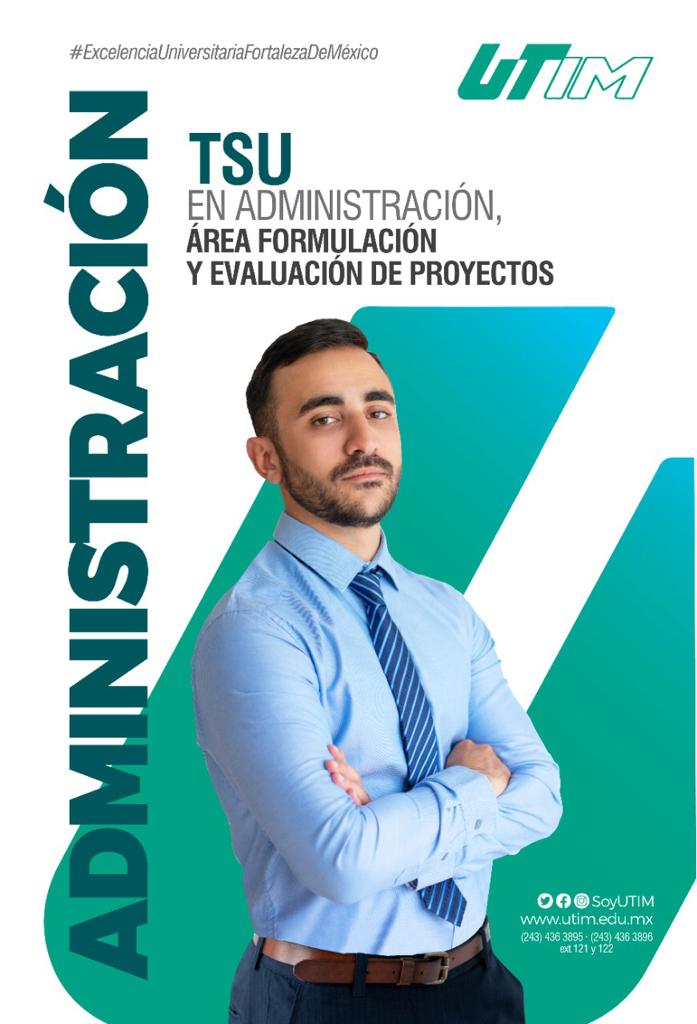 #ExcelenciaUniversitariaFortalezaDeMéxico
UTIM
ADMINISTRACIÓN
TSU
EN ADMINISTRACIÓN,
ÁREA FORMULACIÓN
Y EVALUACIÓN DE PROYECTOS
SoyUTIM
www.utim.edu.mx
(243) 436 3895 · (243) 436 3896
ext 121 y 122